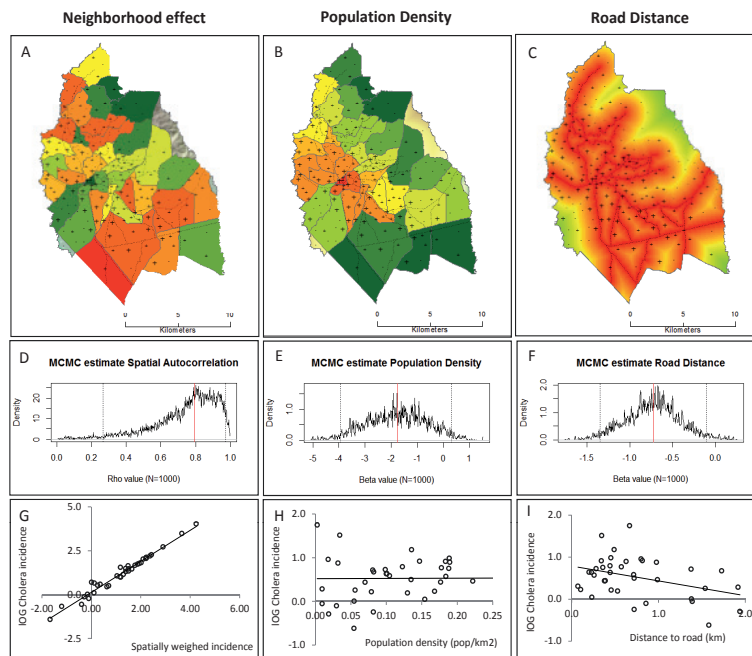 Neighborhood effect
Population Density
Road Distance
A
B
C
0 5 10
Kilometers
0 5 10
Kilometers
0 5 10
Kilometers
D
MCMC estimate Spatial Autocorrelation
Density
0 10 20
0.0 0.2 0.4 0.6 0.8 1.0
Rho value (N=1000)
E
MCMC estimate Population Density
Density
0.0 1.0
-5 -4 -3 -2 -1 0 1
Beta value (N=1000)
F
MCMC estimate Road Distance
Density
0.0 1.0 2.0
-1.5 -1.0 -0.5 0.0
Beta value (N=1000)
G
5.0
2.5
0.0
-2.5
-2.00 0.00 2.00 4.00 6.00
lOG Cholera incidence
Spatially weighed incidence
H
2.0
1.0
0.0
-1.0
0.00 0.05 0.10 0.15 0.20 0.25
lOG Cholera incidence
Population density (pop/km2)
I
2.0
1.0
0.0
-1.0
0.0 1.0 2.0
lOG Cholera incidence
Distance to road (km)